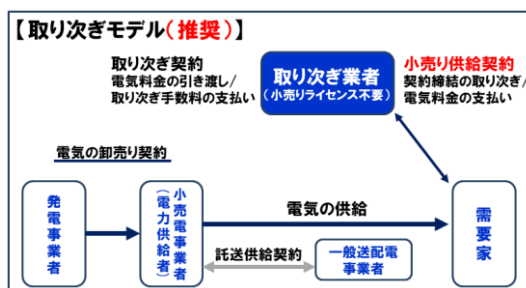 【取り次ぎモデル(推奨)】
取り次ぎ契約
電気料金の引き渡し/
取り次ぎ手数料の支払い
取り次ぎ業者
(小売りライセンス不要)
小売り供給契約
契約締結の取り次ぎ/
電気料金の支払い
電気の卸売り契約
発電事業者
小売電事業者
(電力供給者)
電気の供給
託送供給契約
一般送配電
事業者
需要家